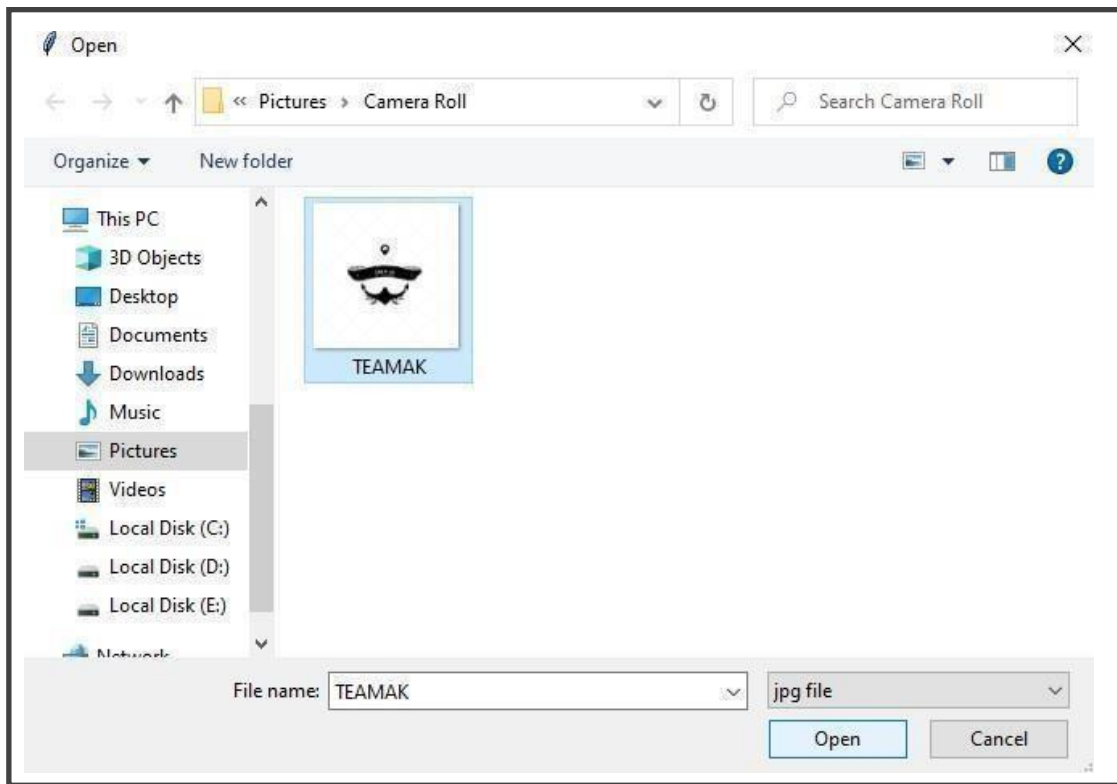 Open
« Pictures › Camera Roll
Search Camera Roll
Organize
New folder
This PC
3D Objects
Desktop
Documents
Downloads
Music
Pictures
Videos
Local Disk (C:)
Local Disk (D:)
Local Disk (E:)
Network
TEAMAK
File name: TEAMAK
jpg file
Open
Cancel